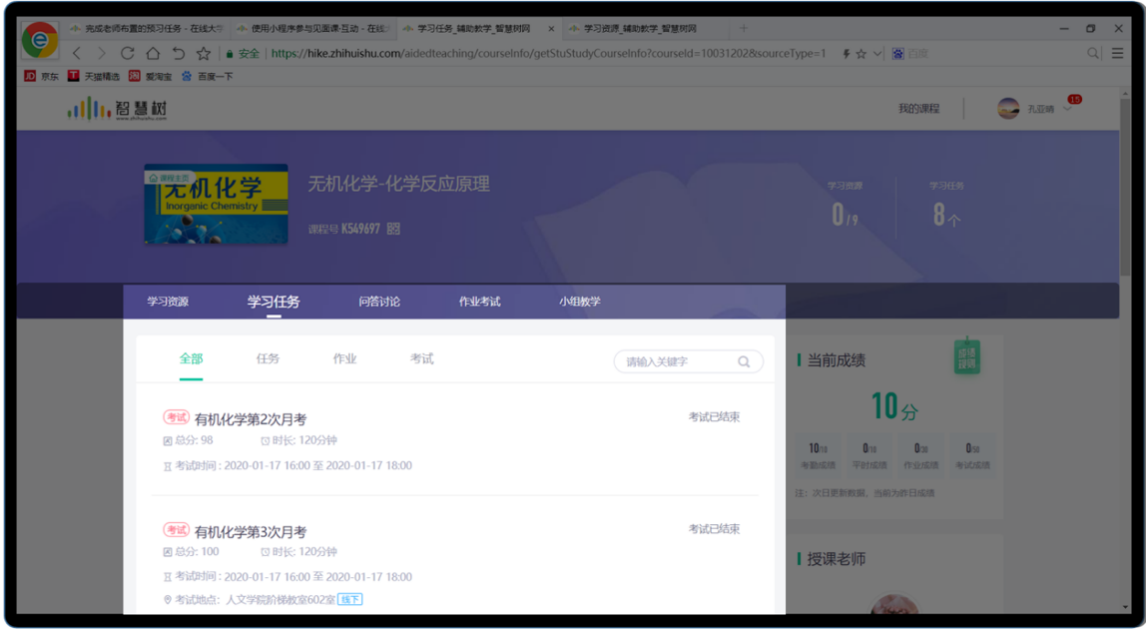 完成老师布置的预习任务 - 在线大学
使用小程序参与见面课·互动 - 在线
学习任务_辅助教学_智慧树网
学习资源_辅助教学_智慧树网
安全 https://hike.zhihuishu.com/aidedteaching/courseInfo/getStuStudyCourseInfo?courseId=10031202&sourceType=1
百度
京东 天猫精选 爱淘宝 百度一下
智慧树
www.zhihuishu.com
我的课程
15
课程主页
无机化学
Inorganic Chemistry
无机化学-化学反应原理
课程号 K549697
学习资源
0/9
学习任务
8个
学习资源 学习任务 问答讨论 作业考试 小组教学
全部 任务 作业 考试
请输入关键字
考试 有机化学第2次月考
考试已结束
总分: 98 时长: 120分钟
考试时间 : 2020-01-17 16:00 至 2020-01-17 18:00
考试 有机化学第3次月考
考试已结束
总分: 100 时长: 120分钟
考试时间 : 2020-01-17 16:00 至 2020-01-17 18:00
考试地点: 人文学院阶梯教室602室 线下
当前成绩
10分
考勤成绩 平时成绩 作业成绩 考试成绩
注: 次日更新数据, 当前为昨日成绩
授课老师